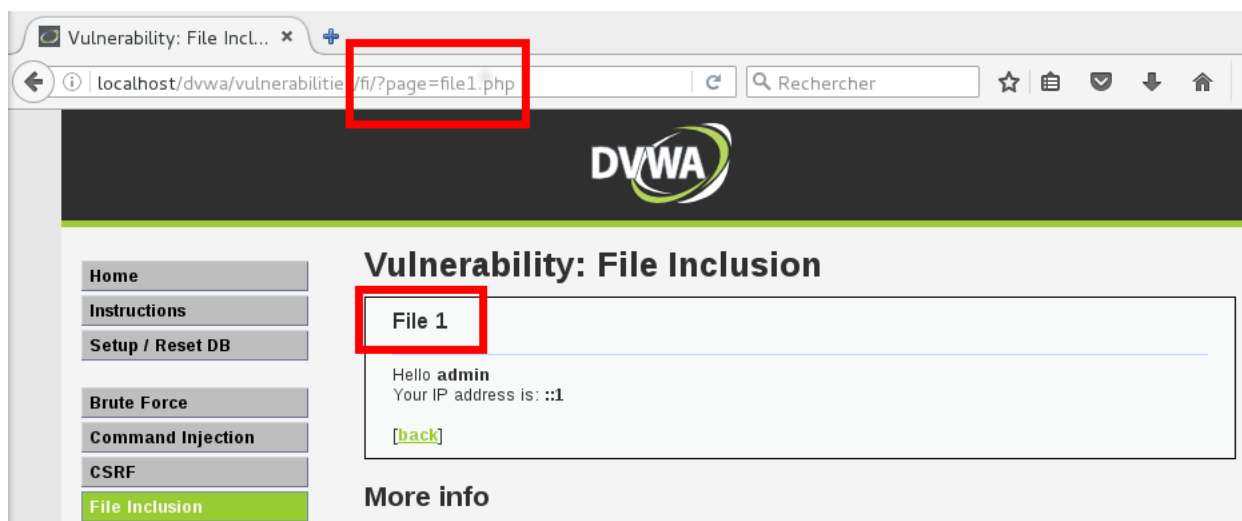 Vulnerability: File Incl... ×
localhost/dvwa/vulnerabilitie /fi/?page=file1.php
Rechercher
DVWA
Home
Instructions
Setup / Reset DB
Brute Force
Command Injection
CSRF
File Inclusion
Vulnerability: File Inclusion
File 1
Hello admin
Your IP address is: ::1
[back]
More info